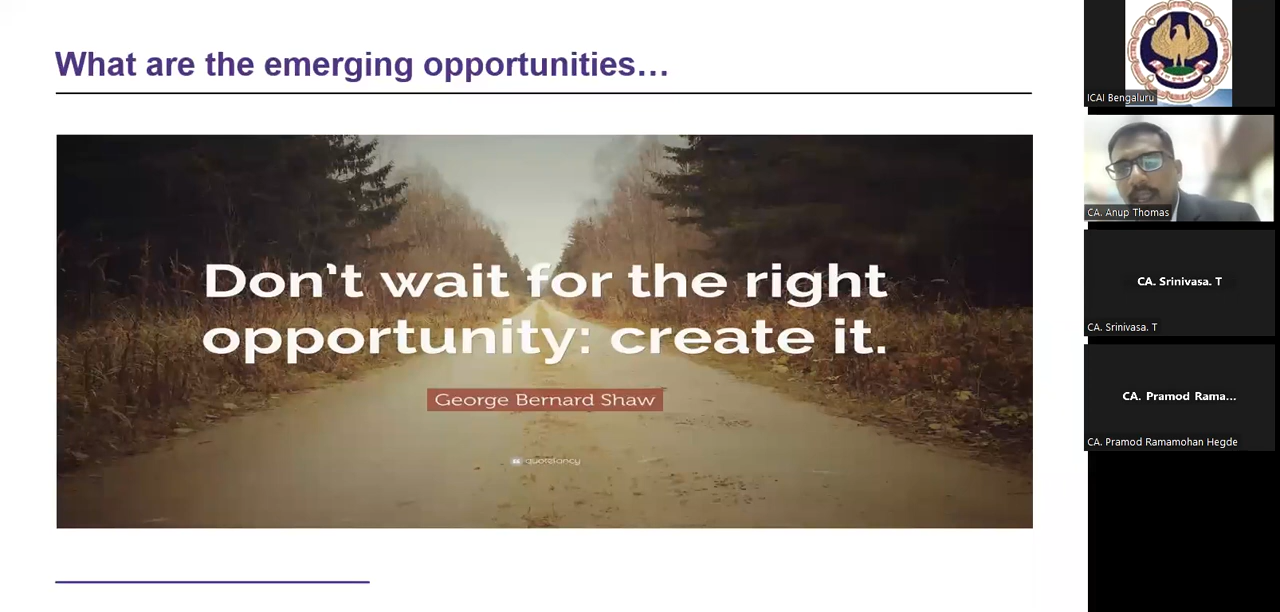 What are the emerging opportunities…
Don't wait for the right
opportunity: create it.
George Bernard Shaw
quotefancy
ICAI Bengaluru
CA. Anup Thomas
CA. Srinivasa. T
CA. Srinivasa. T
CA. Pramod Rama...
CA. Pramod Ramamohan Hegde